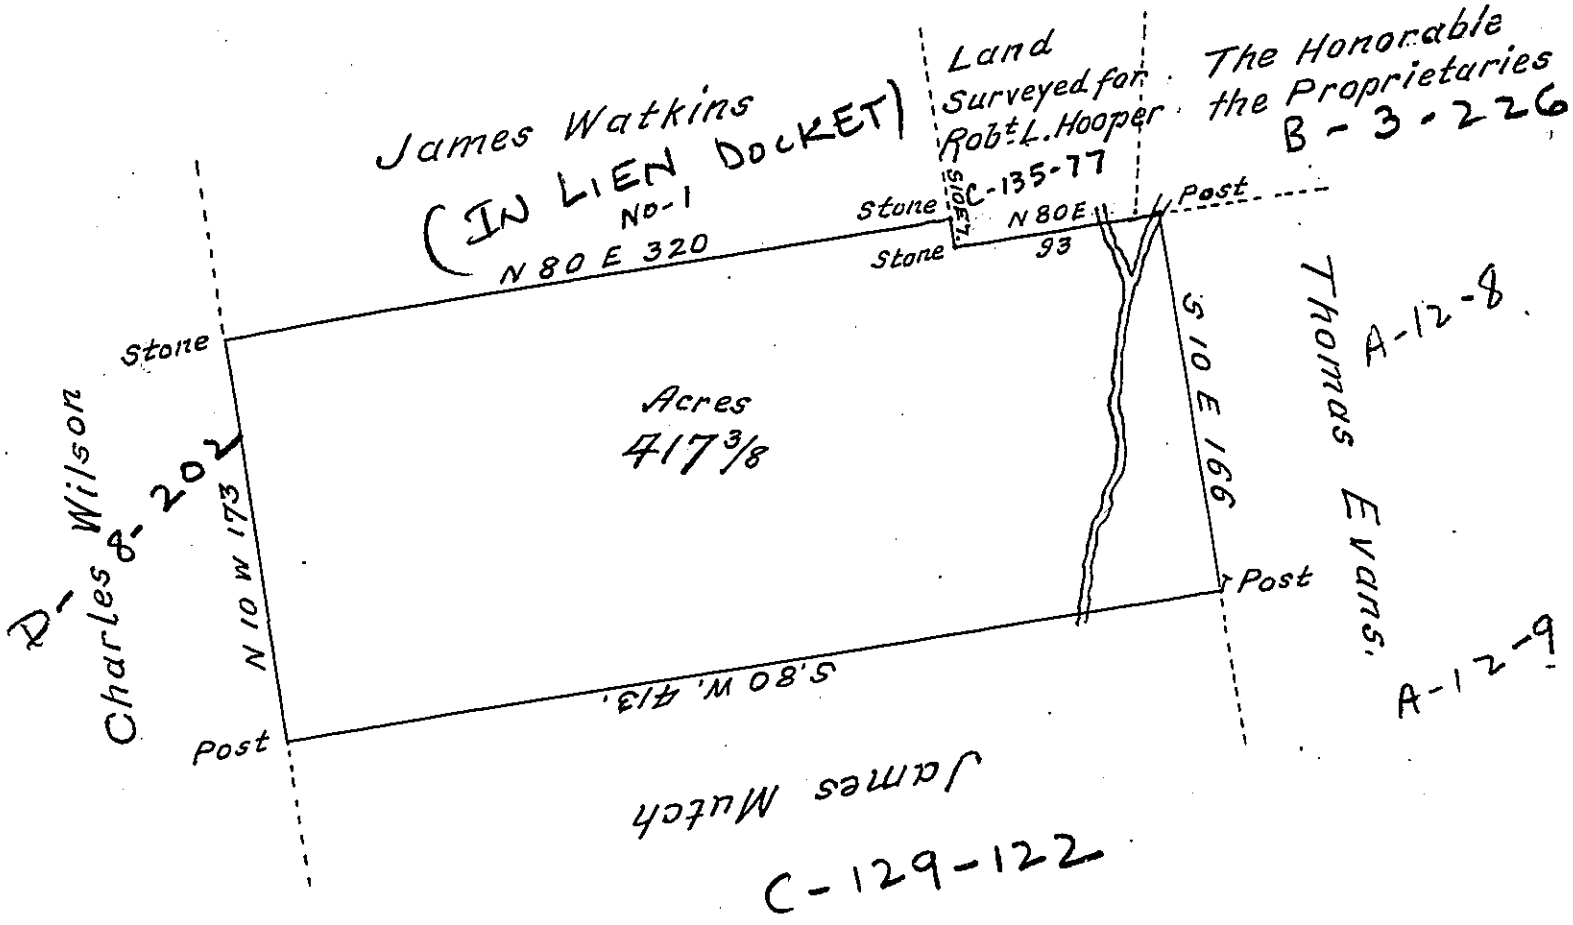 James Watkins
(IN LIEN DOCKET)
NO-1
Land
Surveyed for
Robt. L. Hooper
C-135-77
The Honorable
the Proprietaries
B-3-226
Stone
N 80 E 320
Stone
S 10 E 7.
Stone
N 80 E
93
Post
S 10 E 166
Thomas Evans.
A-12-8
A-12-9
Acres
417 3/8
Charles Wilson
D-8-202
N 10 W 173
Post
S. 80 W. 413.
Post
James Mutch
C-129-122